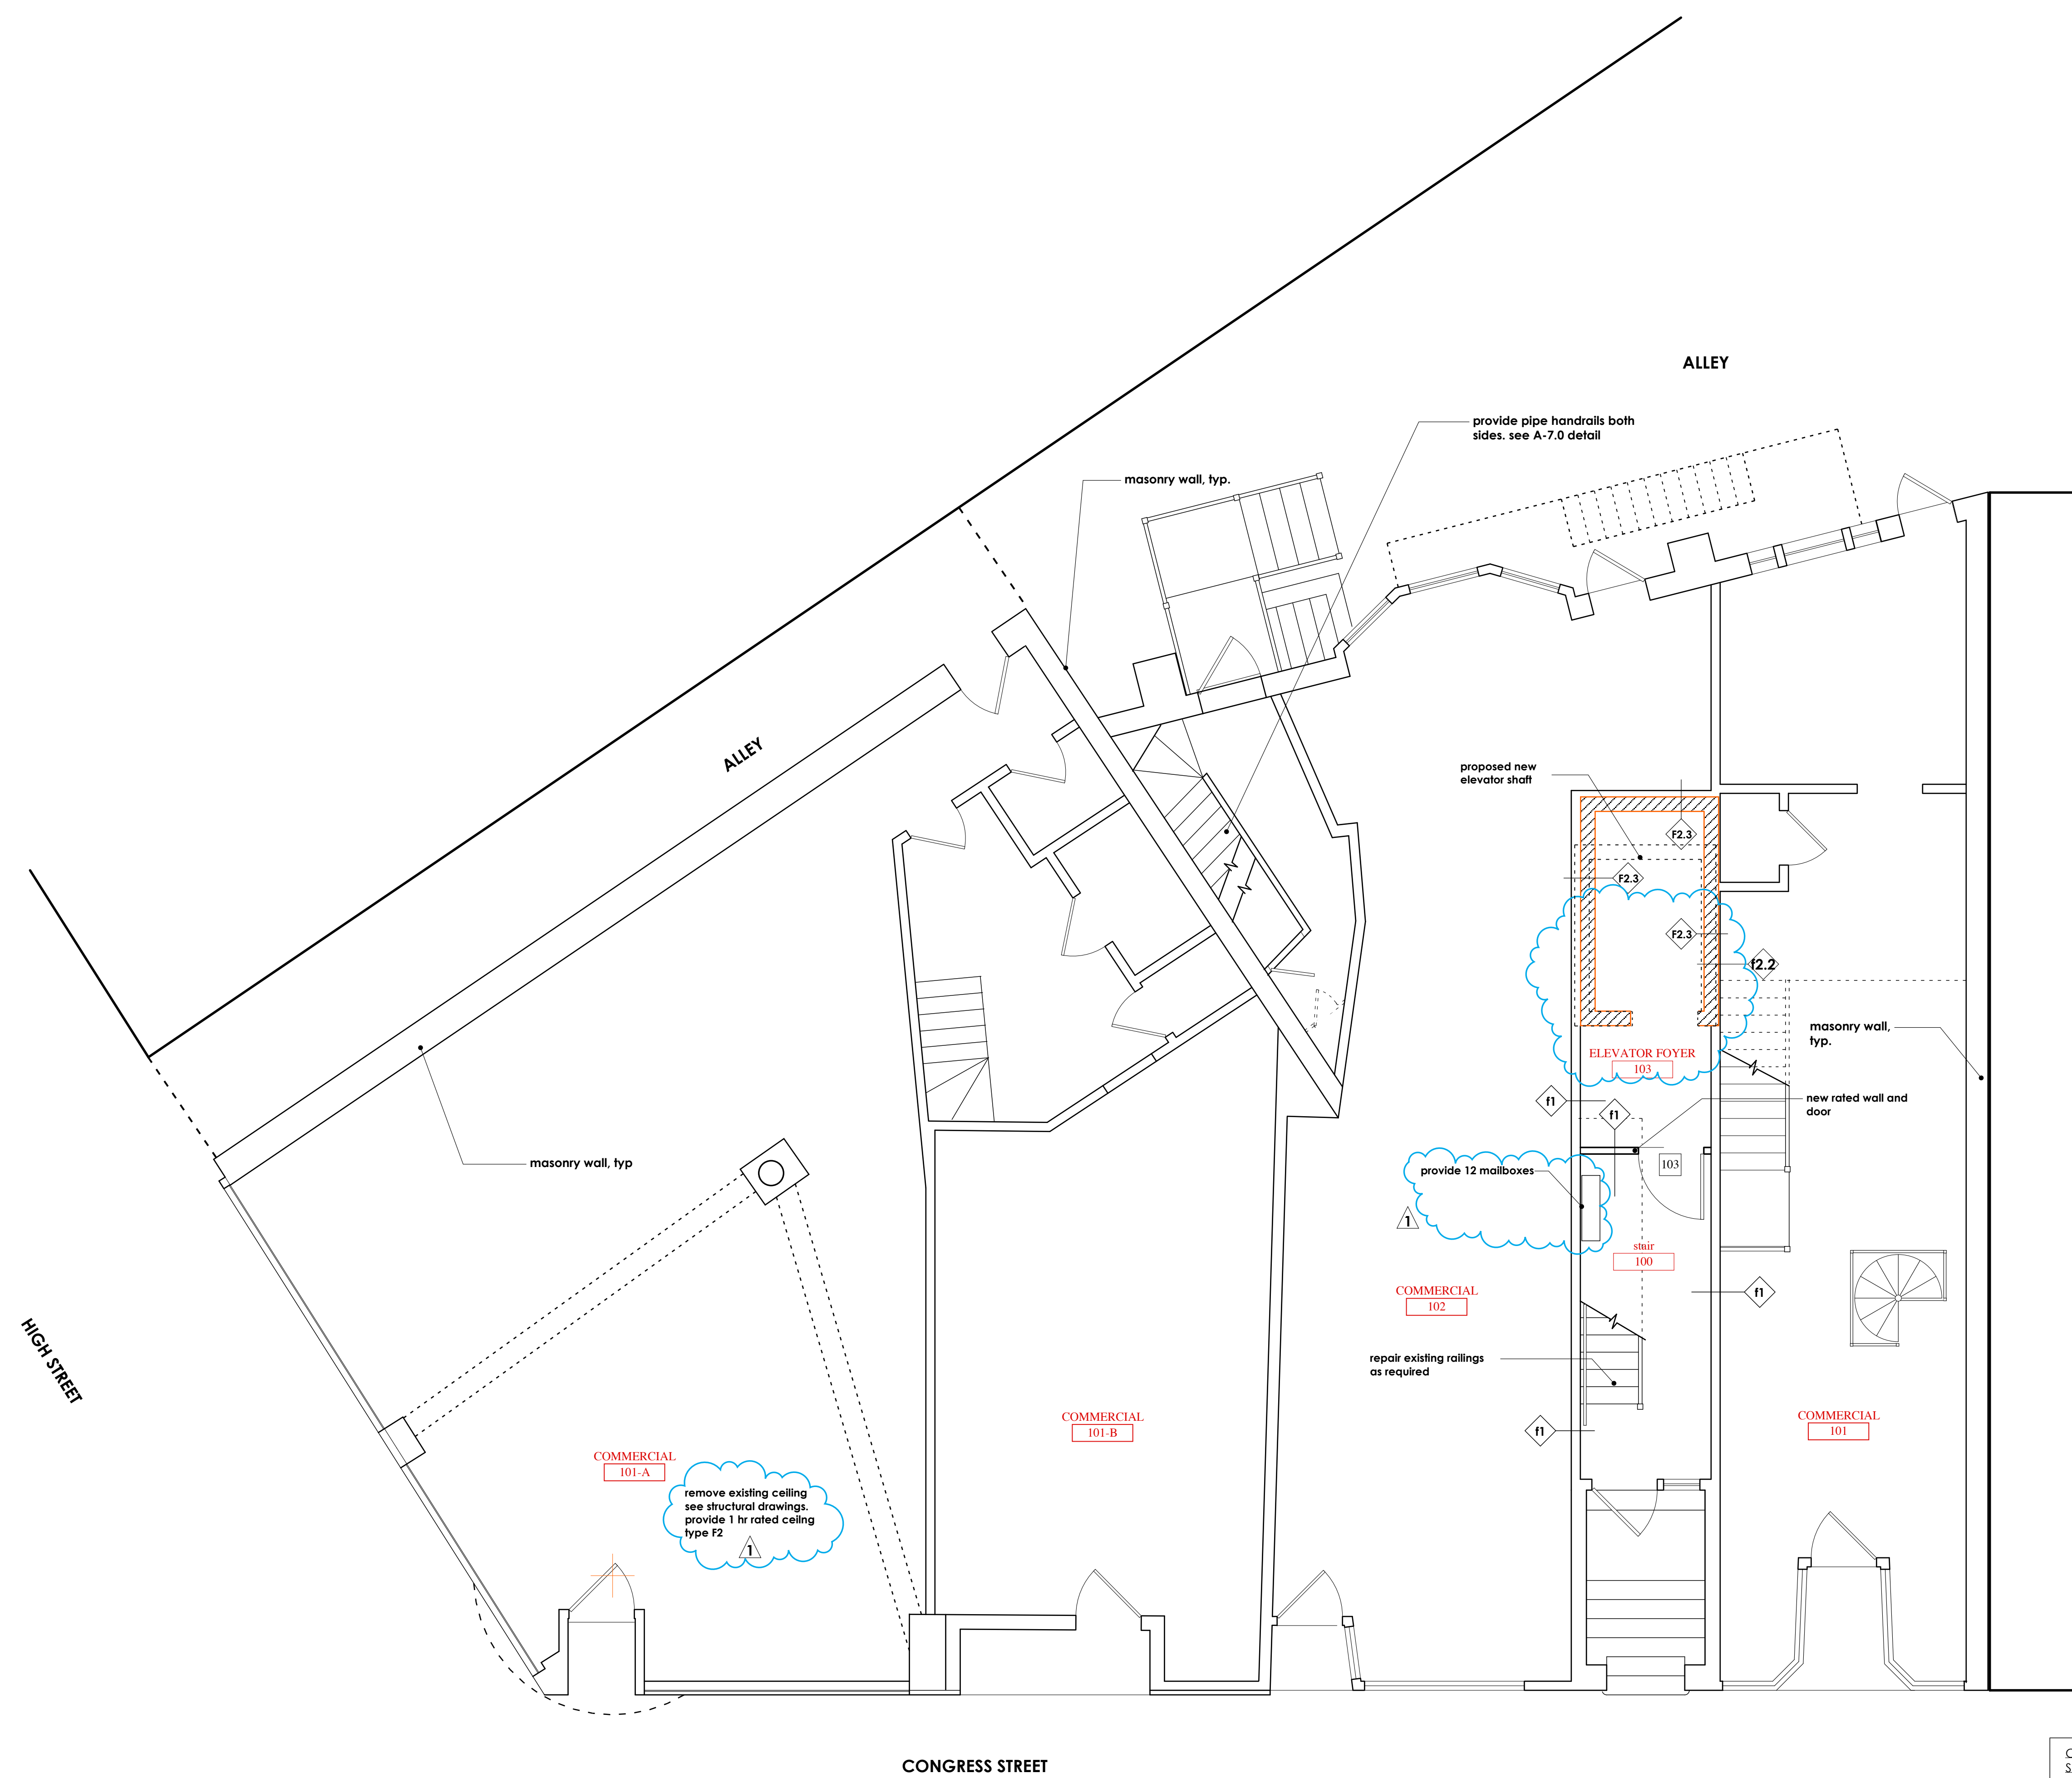 ALLEY
provide pipe handrails both
sides. see A-7.0 detail
masonry wall, typ.
ALLEY
proposed new
elevator shaft
F2.3
F2.3
F2.3
f2.2
masonry wall,
typ.
ELEVATOR FOYER
103
f1
f1
new rated wall and
door
masonry wall, typ
provide 12 mailboxes
103
1
stair
100
f1
COMMERCIAL
102
HIGH STREET
repair existing railings
as required
f1
COMMERCIAL
101-B
COMMERCIAL
101
COMMERCIAL
101-A
remove existing ceiling
see structural drawings.
provide 1 hr rated ceilng
type F2
1
CONGRESS STREET